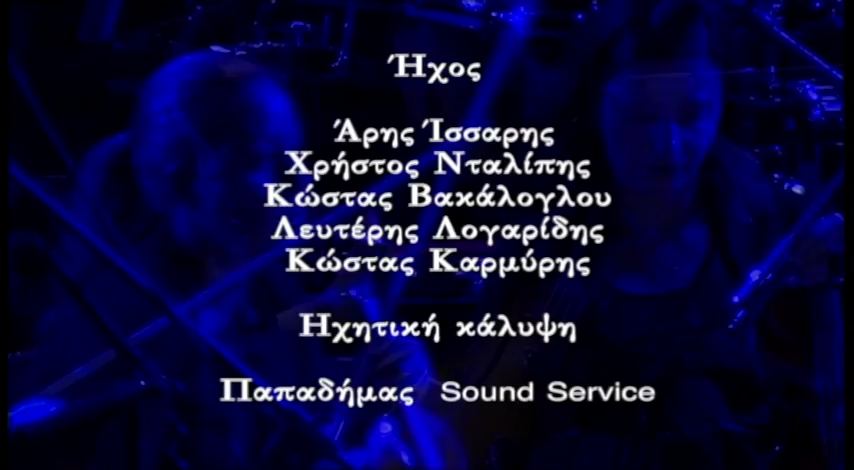 Ήχος
Άρης Ίσσαρης
Χρήστος Νταλίπης
Κώστας Βακάλογλου
Λευτέρης Λογαρίδης
Κώστας Καρμύρης
Ηχητική κάλυψη
Παπαδήμας Sound Service